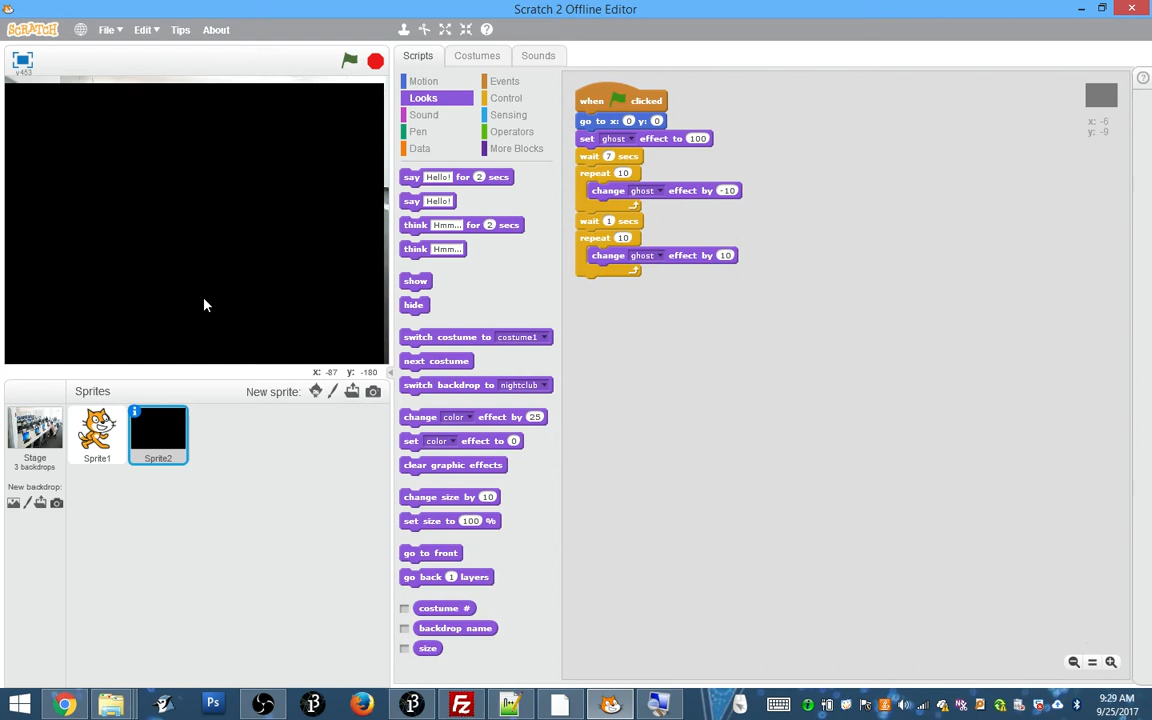 Scratch 2 Offline Editor
SCRATCH File Edit Tips About
v453
Scripts Costumes Sounds
Motion Events
Looks Control
Sound Sensing
Pen Operators
Data More Blocks
say Hello! for 2 secs
say Hello!
think Hmm... for 2 secs
think Hmm...
show
hide
switch costume to costume1
next costume
switch backdrop to nightclub
change color effect by 25
set color effect to 0
clear graphic effects
change size by 10
set size to 100 %
go to front
go back 1 layers
costume #
backdrop name
size
when clicked
go to x: 0 y: 0
set ghost effect to 100
wait 7 secs
repeat 10
change ghost effect by -10
wait 1 secs
repeat 10
change ghost effect by 10
x: -6
y: -9
x: -87 y: -180
Sprites New sprite:
Stage
3 backdrops
New backdrop:
Sprite1
Sprite2
Ps
Fz
9:29 AM
9/25/2017